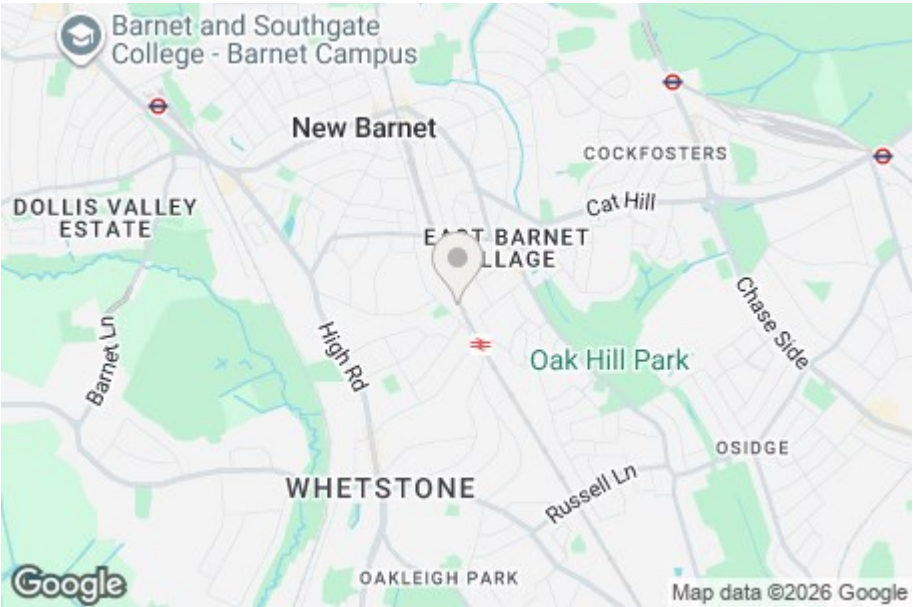 Barnet and Southgate
College - Barnet Campus
New Barnet
COCKFOSTERS
DOLLIS VALLEY
ESTATE
Cat Hill
EAST BARNET
LLAGE
Chase Side
Barnet Ln
High Rd
Oak Hill Park
OSIDGE
WHETSTONE
Russell Ln
OAKLEIGH PARK
Google
Map data ©2026 Google